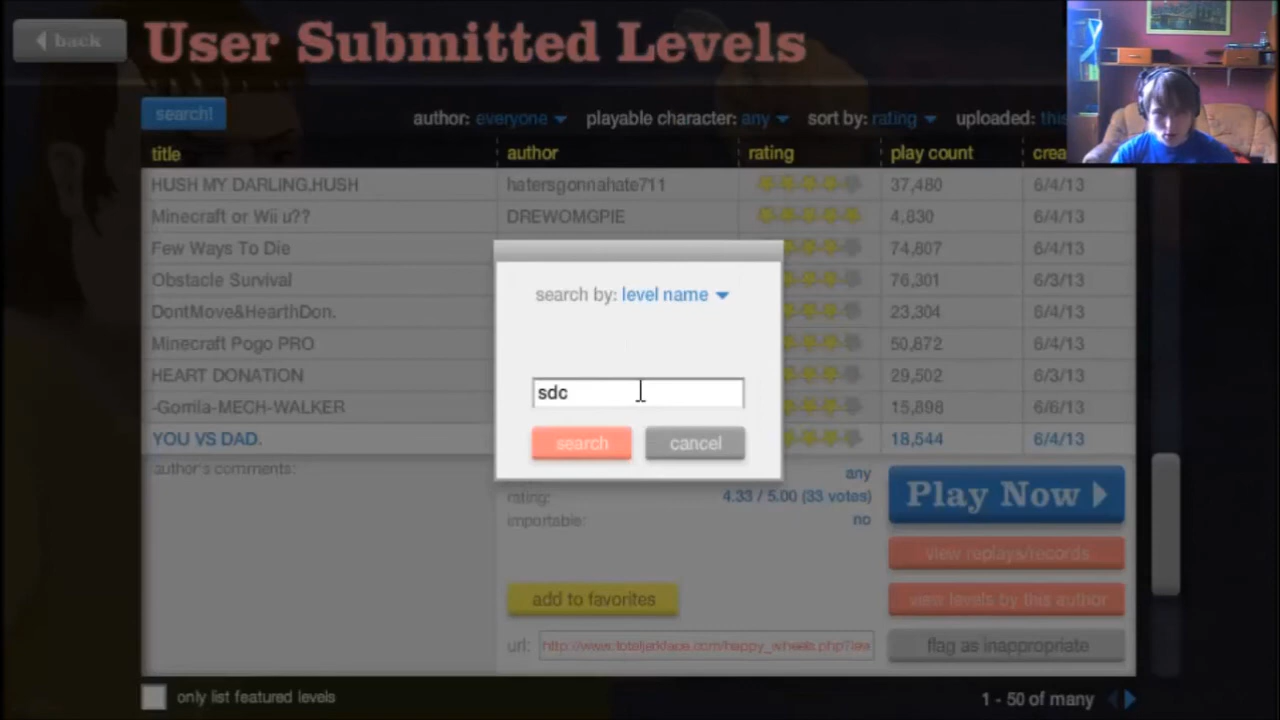 back
User Submitted Levels
search!
author: everyone playable character: any sort by: rating uploaded: this
title author rating play count crea
HUSH MY DARLING,HUSH hatersgonnahate711 37,480 6/4/13
Minecraft or Wii u?? DREWOMGPIE 4,830 6/4/13
Few Ways To Die 74,807 6/4/13
Obstacle Survival 76,301 6/3/13
DontMove&HearthDon. 23,304 6/4/13
Minecraft Pogo PRO 50,872 6/4/13
HEART DONATION 29,502 6/3/13
-Gorrila-MECH-WALKER 15,898 6/6/13
YOU VS DAD. 18,544 6/4/13
search by: level name
sdc
search cancel
author's comments:
any
rating: 4.33 / 5.00 (33 votes)
importable: no
Play Now
view replays/records
add to favorites
view levels by this author
url: http://www.totaljerkface.com/happy_wheels.php?lev
flag as inappropriate
only list featured levels
1 - 50 of many